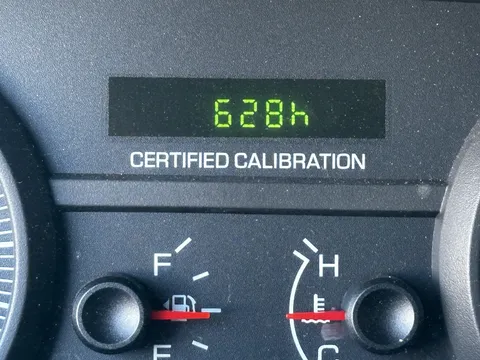 628h
CERTIFIED CALIBRATION
F H
E C